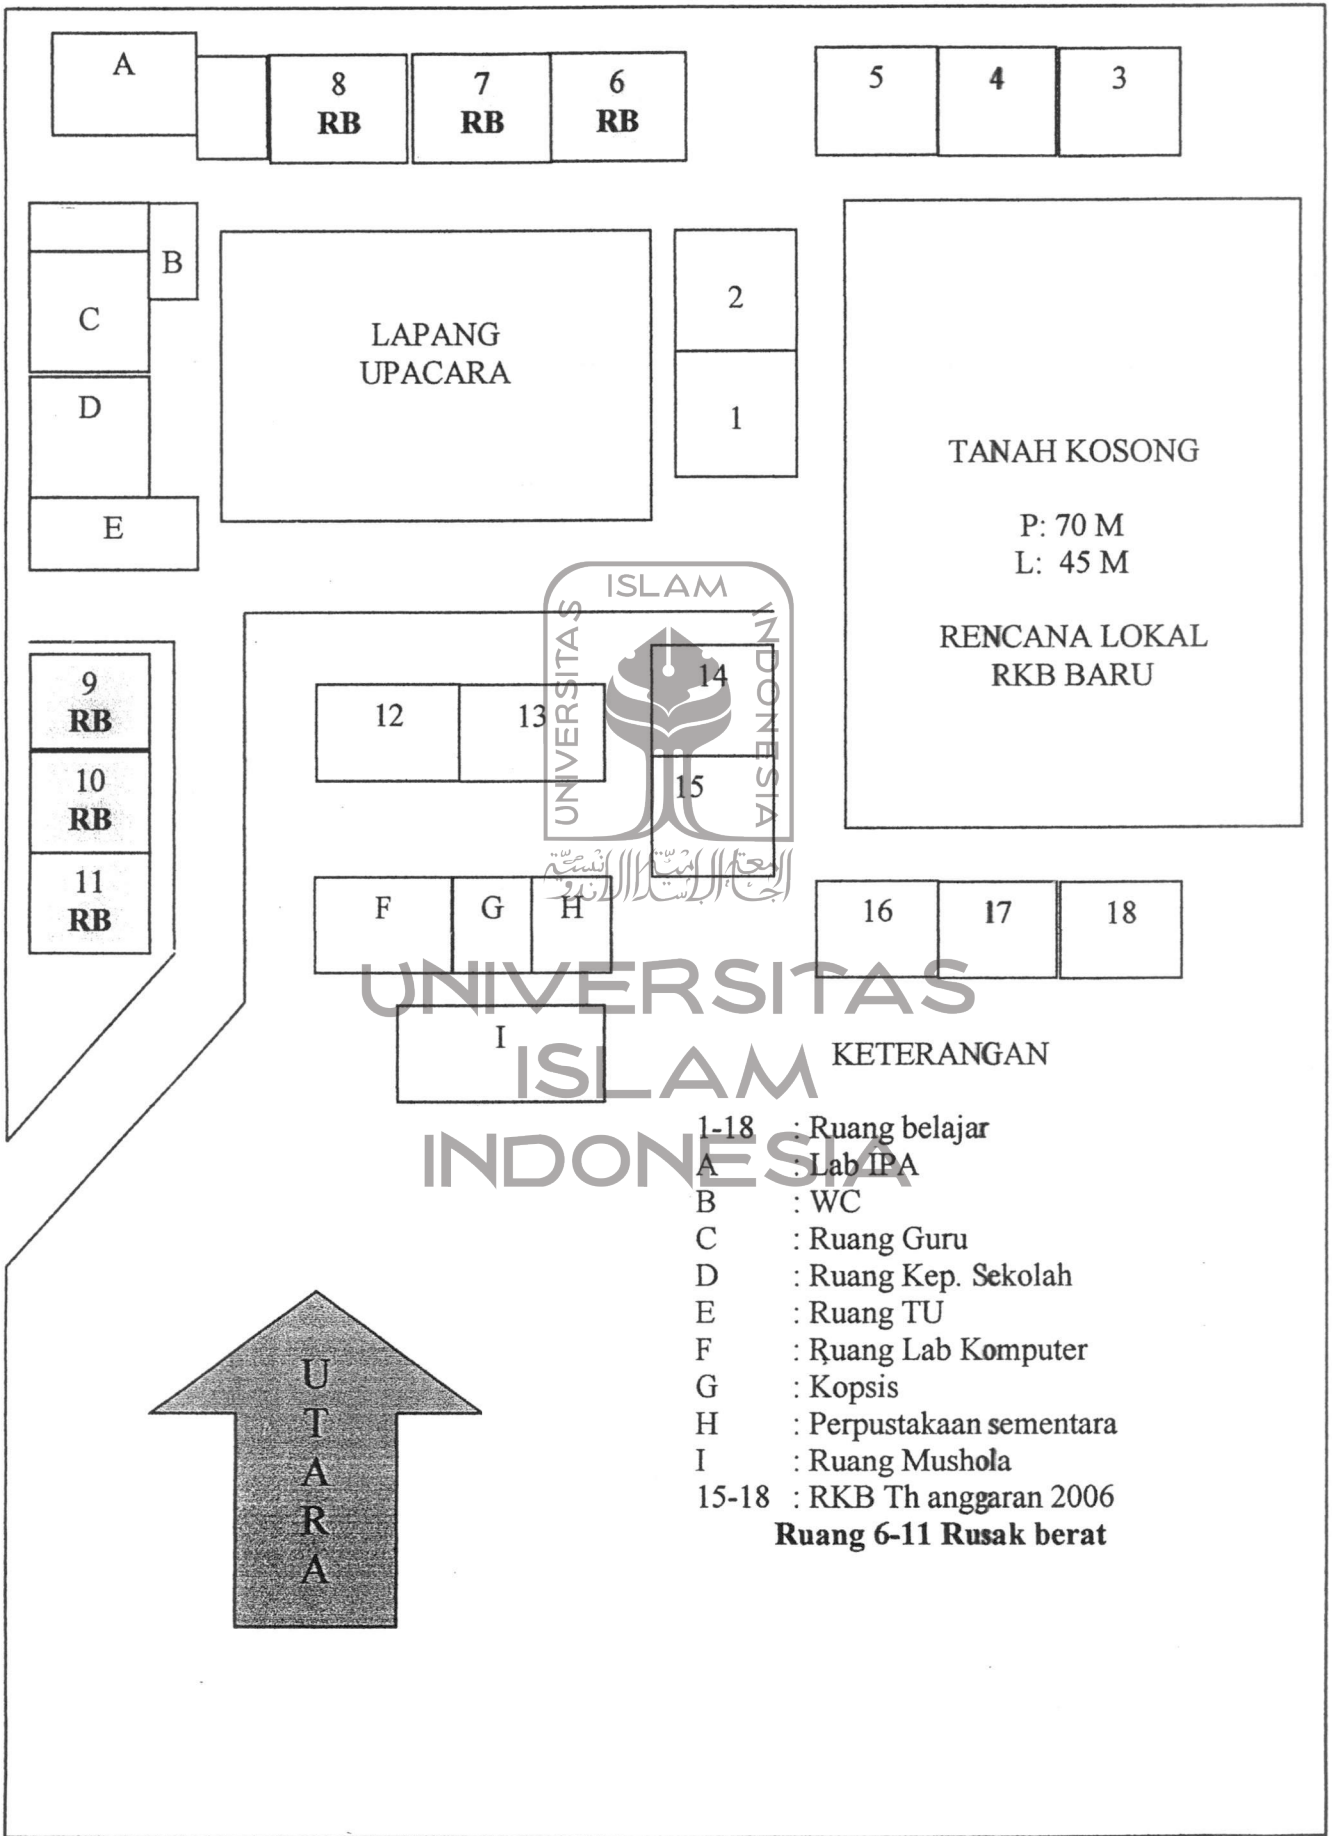 A
8
RB
7
RB
6
RB
5
4
3
B
C
D
E
LAPANG
UPACARA
2
1
TANAH KOSONG
P: 70 M
L: 45 M
RENCANA LOKAL
RKB BARU
9
RB
10
RB
11
RB
12
13
14
15
ISLAM
UNIVERSITAS
INDONESIA
F
G
H
I
16
17
18
UNIVERSITAS
ISLAM
INDONESIA
KETERANGAN
1-18 : Ruang belajar
A : Lab IPA
B : WC
C : Ruang Guru
D : Ruang Kep. Sekolah
E : Ruang TU
F : Ruang Lab Komputer
G : Kopsis
H : Perpustakaan sementara
I : Ruang Mushola
15-18 : RKB Th anggaran 2006
Ruang 6-11 Rusak berat
U
T
A
R
A